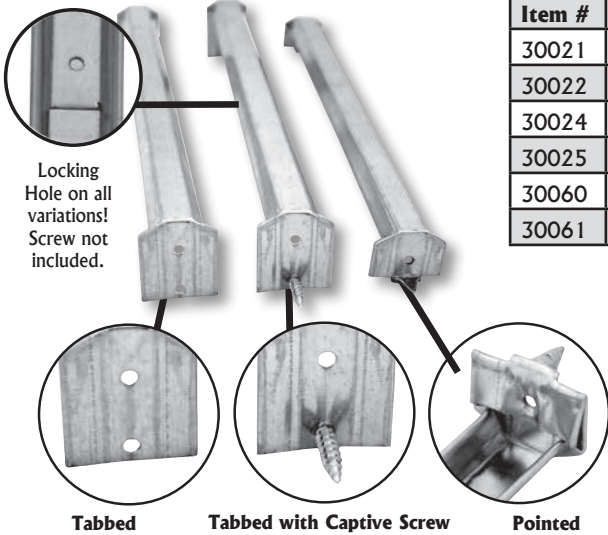 Locking
Hole on all
variations!
Screw not
included.
Tabbed
Tabbed with Captive Screw
Pointed
Item #
30021
30022
30024
30025
30060
30061